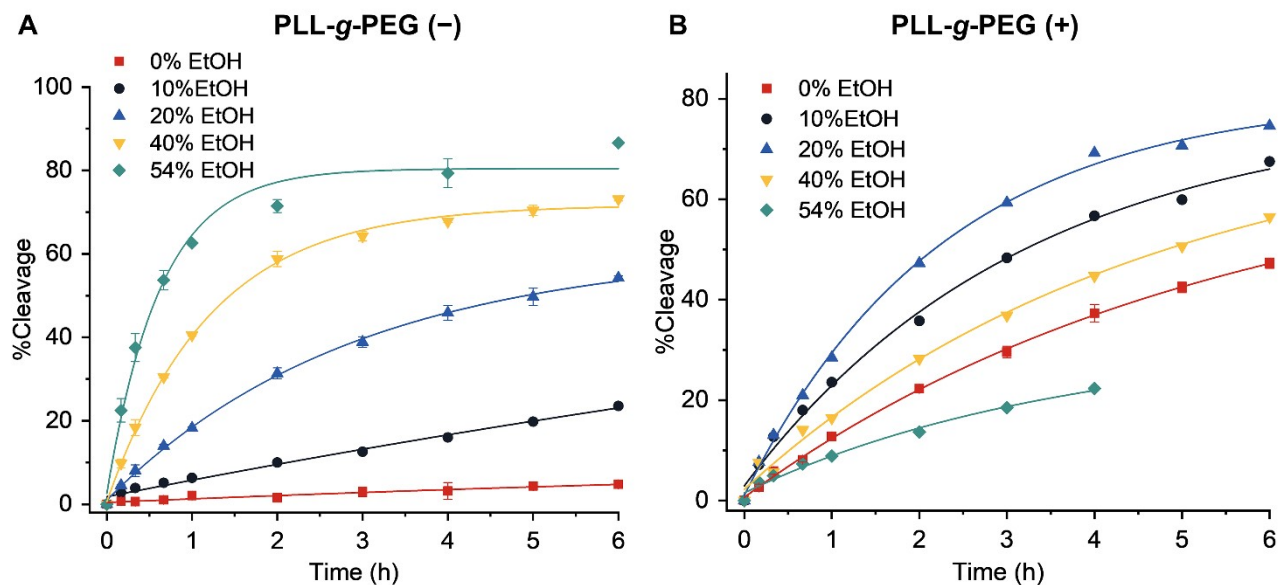 A
PLL-g-PEG (−)
0% EtOH
10%EtOH
20% EtOH
40% EtOH
54% EtOH
100
80
60
40
20
0
%Cleavage
0
1
2
3
4
5
6
Time (h)
B
PLL-g-PEG (+)
0% EtOH
10%EtOH
20% EtOH
40% EtOH
54% EtOH
80
60
40
20
0
%Cleavage
0
1
2
3
4
5
6
Time (h)